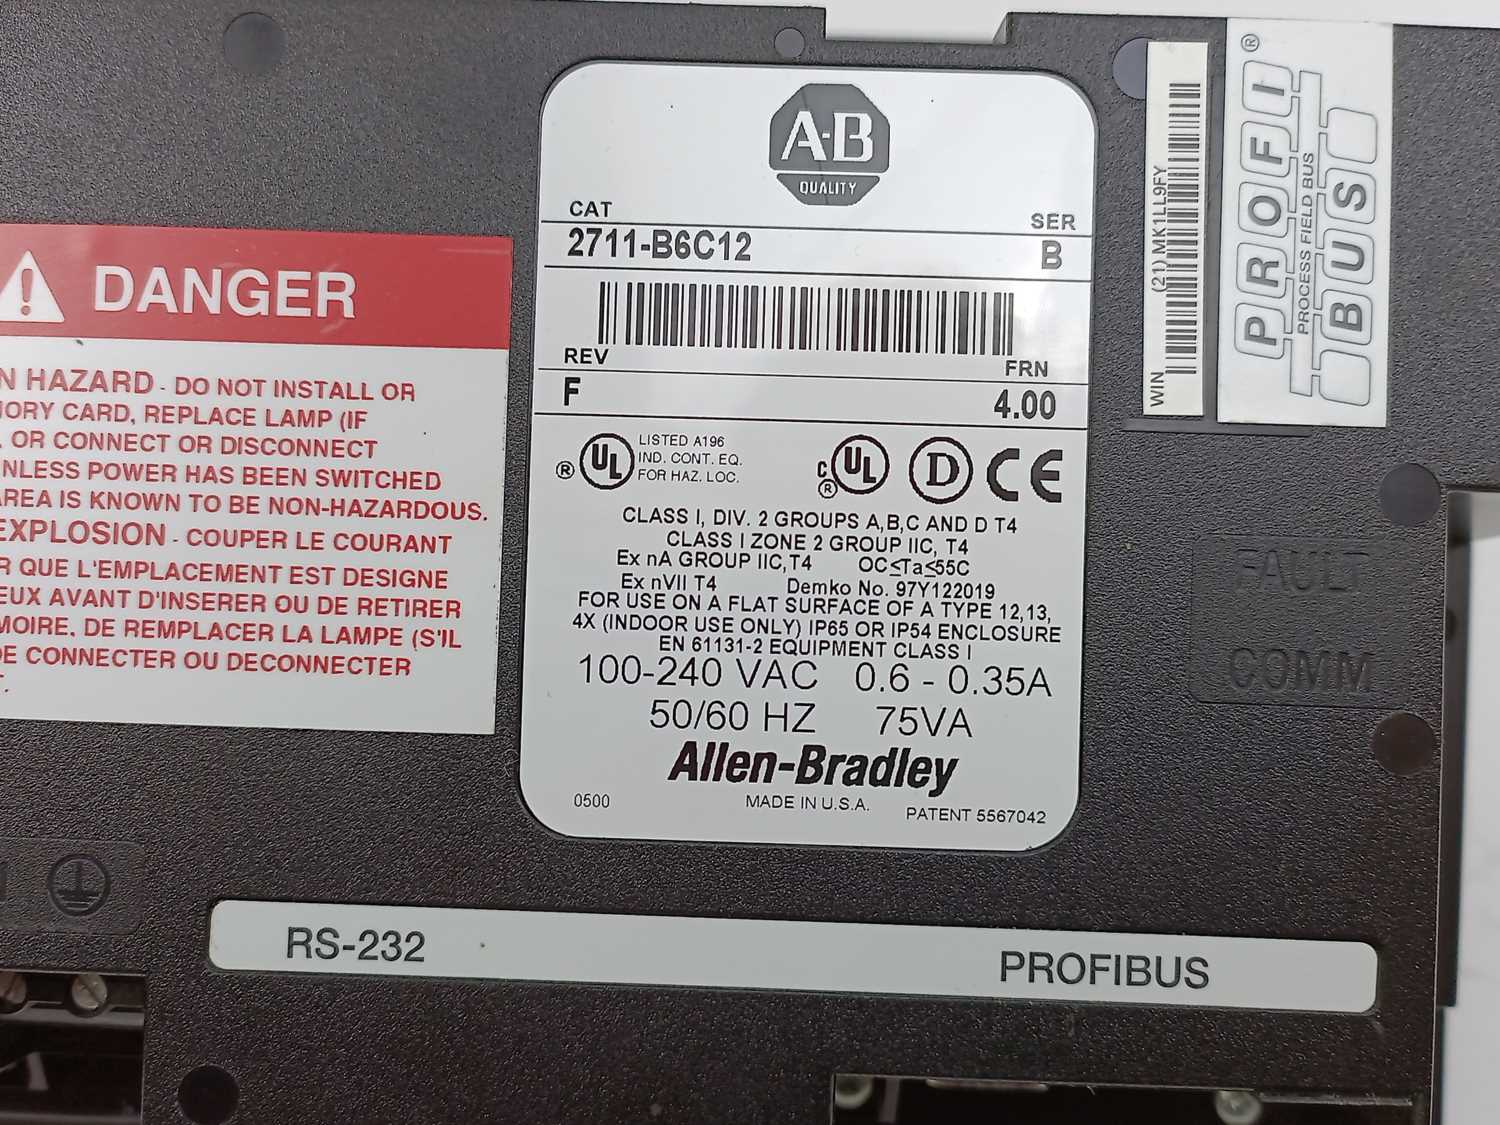 DANGER
N HAZARD - DO NOT INSTALL OR
ORY CARD, REPLACE LAMP (IF
OR CONNECT OR DISCONNECT
NLESS POWER HAS BEEN SWITCHED
AREA IS KNOWN TO BE NON-HAZARDOUS.
EXPLOSION - COUPER LE COURANT
R QUE L'EMPLACEMENT EST DESIGNE
EUX AVANT D'INSERER OU DE RETIRER
MOIRE, DE REMPLACER LA LAMPE (S'IL
DE CONNECTER OU DECONNECTER
A-B
QUALITY
CAT
SER
2711-B6C12
B
REV
FRN
F
4.00
® UL LISTED A196
IND. CONT. EQ.
FOR HAZ. LOC.
C UL ® D CE
CLASS I, DIV. 2 GROUPS A,B,C AND D T4
CLASS I ZONE 2 GROUP IIC, T4
Ex nA GROUP IIC,T4 OC≤Ta≤55C
Ex nVII T4 Demko No. 97Y122019
FOR USE ON A FLAT SURFACE OF A TYPE 12,13,
4X (INDOOR USE ONLY) IP65 OR IP54 ENCLOSURE
EN 61131-2 EQUIPMENT CLASS I
100-240 VAC 0.6 - 0.35A
50/60 HZ 75VA
Allen-Bradley
0500
MADE IN U.S.A.
PATENT 5567042
WIN (21) MK1LL9FY
PROFI®
PROCESS FIELD BUS
BUS
FAULT
COMM
RS-232
PROFIBUS